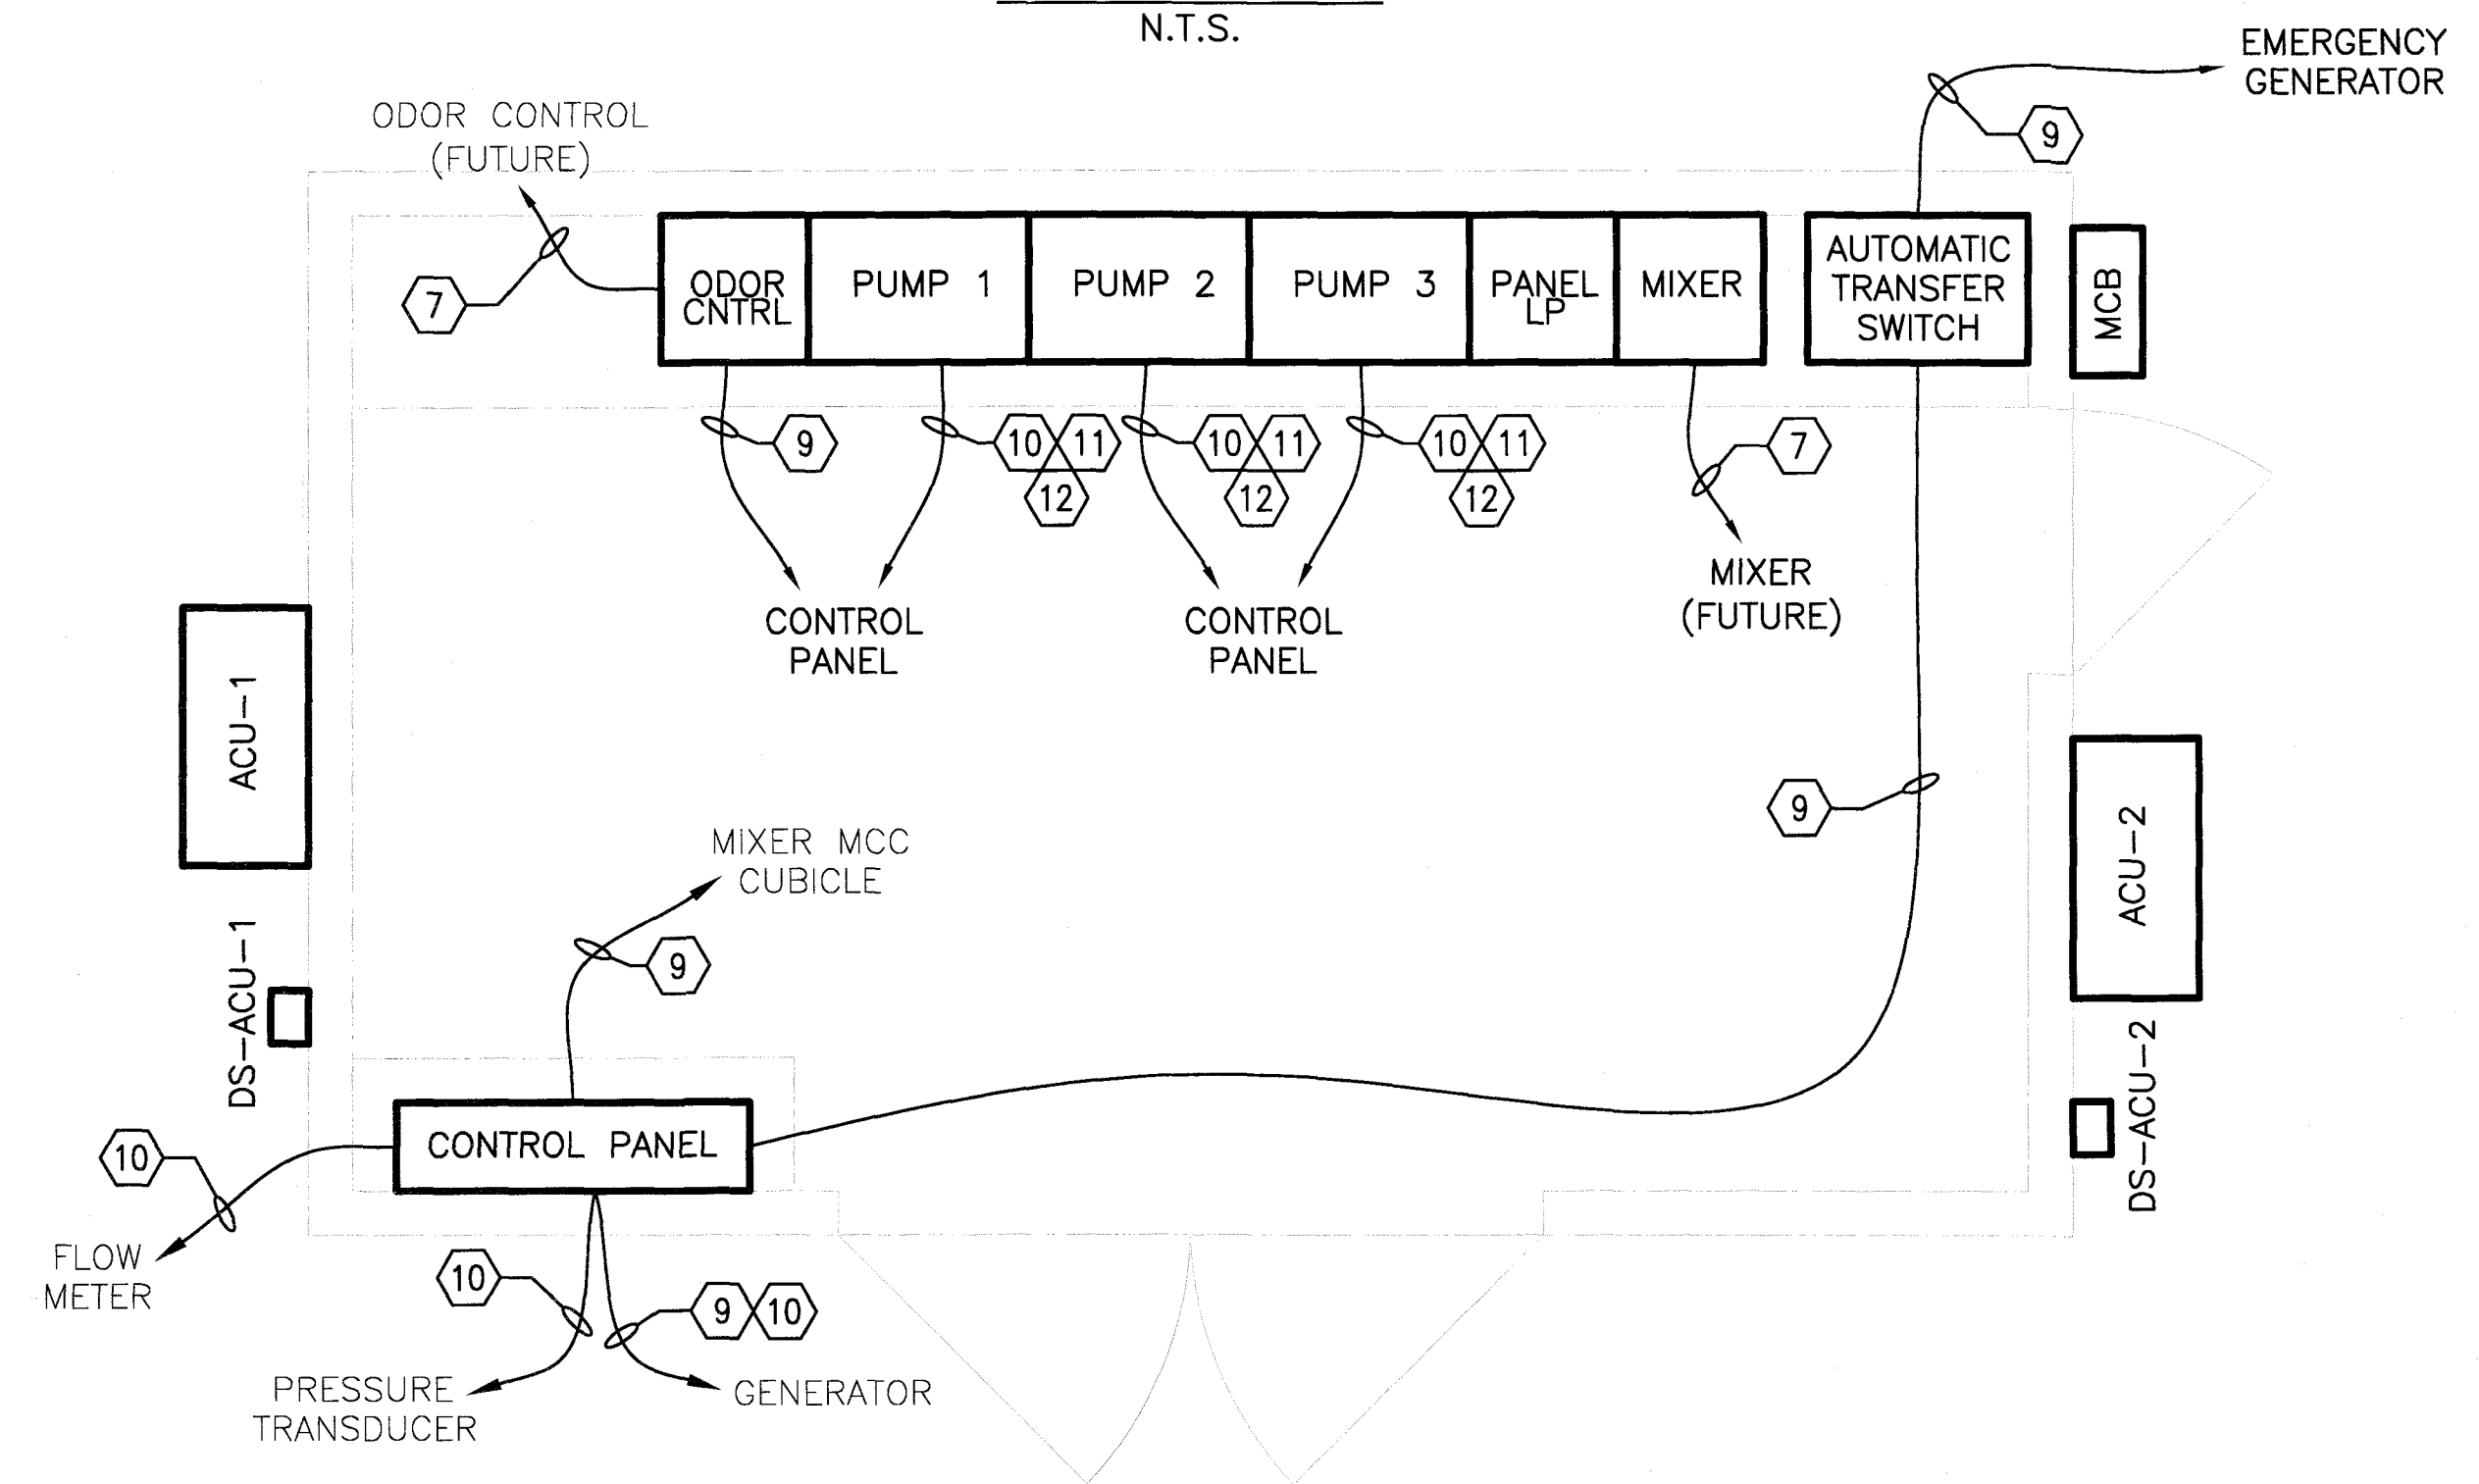 N.T.S.
EMERGENCY
GENERATOR
9
ODOR CONTROL
(FUTURE)
7
ODOR
CNTRL
PUMP 1
PUMP 2
PUMP 3
PANEL
LP
MIXER
AUTOMATIC
TRANSFER
SWITCH
MCB
9
10 11
12
10 11
12
10 11
12
7
CONTROL
PANEL
CONTROL
PANEL
MIXER
(FUTURE)
ACU-1
9
ACU-2
MIXER MCC
CUBICLE
9
DS-ACU-1
DS-ACU-2
CONTROL PANEL
10
FLOW
METER
10
9 10
PRESSURE
TRANSDUCER
GENERATOR